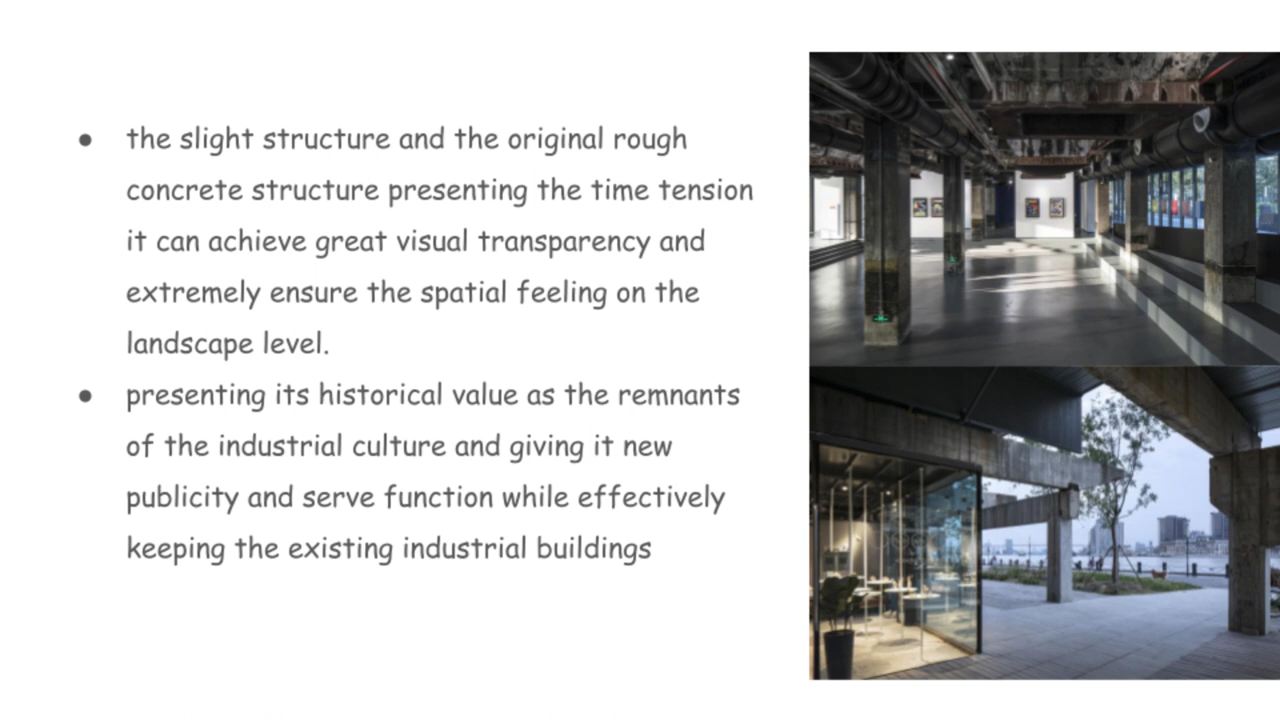 ● the slight structure and the original rough
concrete structure presenting the time tension
it can achieve great visual transparency and
extremely ensure the spatial feeling on the
landscape level.
● presenting its historical value as the remnants
of the industrial culture and giving it new
publicity and serve function while effectively
keeping the existing industrial buildings